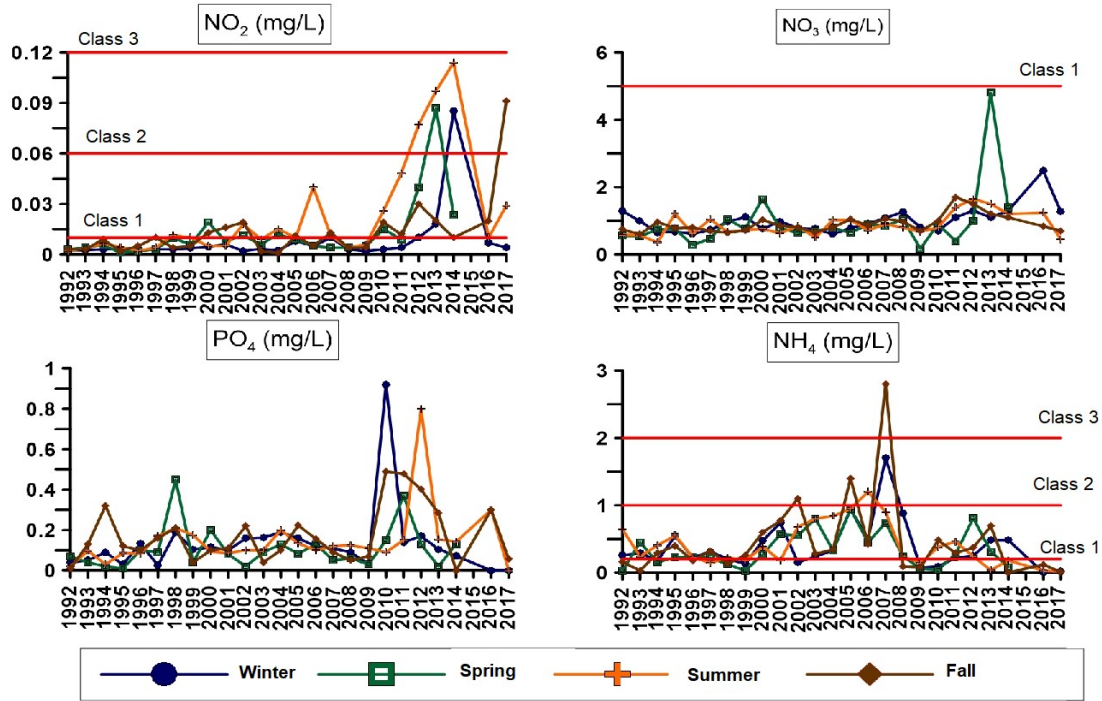 NO₂ (mg/L)
Class 3
0.12
0.09
Class 2
0.06
0.03
Class 1
0
1992 1993 1994 1995 1996 1997 1998 1999 2000 2001 2002 2003 2004 2005 2006 2007 2008 2009 2010 2011 2012 2013 2014 2016 2017
NO₃ (mg/L)
6
Class 1
4
2
0
1992 1993 1994 1995 1996 1997 1998 1999 2000 2001 2002 2003 2004 2005 2006 2007 2008 2009 2010 2011 2012 2013 2014 2016 2017
PO₄ (mg/L)
1
0.8
0.6
0.4
0.2
0
1992 1993 1994 1995 1996 1997 1998 1999 2000 2001 2002 2003 2004 2005 2006 2007 2008 2009 2010 2011 2012 2013 2014 2016 2017
NH₄ (mg/L)
3
Class 3
2
Class 2
1
Class 1
0
1992 1993 1994 1995 1996 1997 1998 1999 2000 2001 2002 2003 2004 2005 2006 2007 2008 2009 2010 2011 2012 2013 2014 2016 2017
Winter Spring Summer Fall